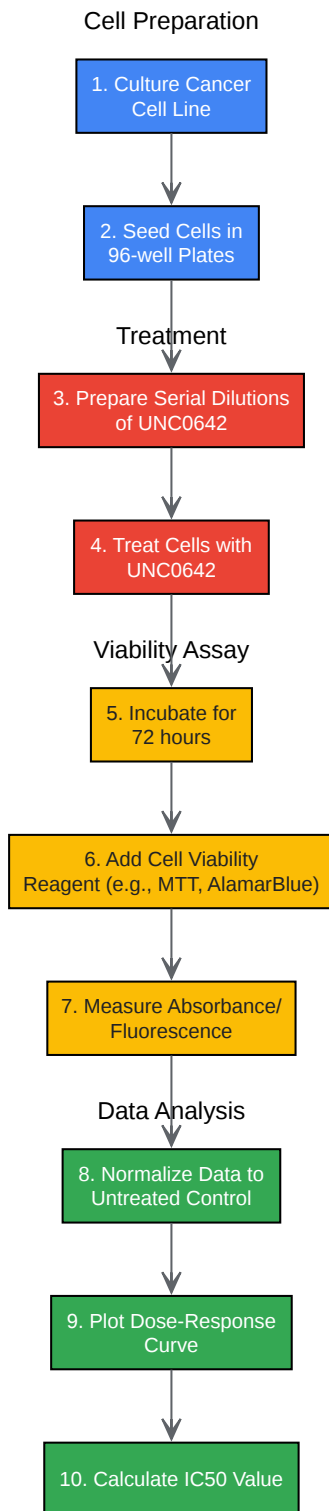 Cell Preparation
1. Culture Cancer
Cell Line
2. Seed Cells in
96-well Plates
Treatment
3. Prepare Serial Dilutions
of UNC0642
4. Treat Cells with
UNC0642
Viability Assay
5. Incubate for
72 hours
6. Add Cell Viability
Reagent (e.g., MTT, AlamarBlue)
7. Measure Absorbance/
Fluorescence
Data Analysis
8. Normalize Data to
Untreated Control
9. Plot Dose-Response
Curve
10. Calculate IC50 Value